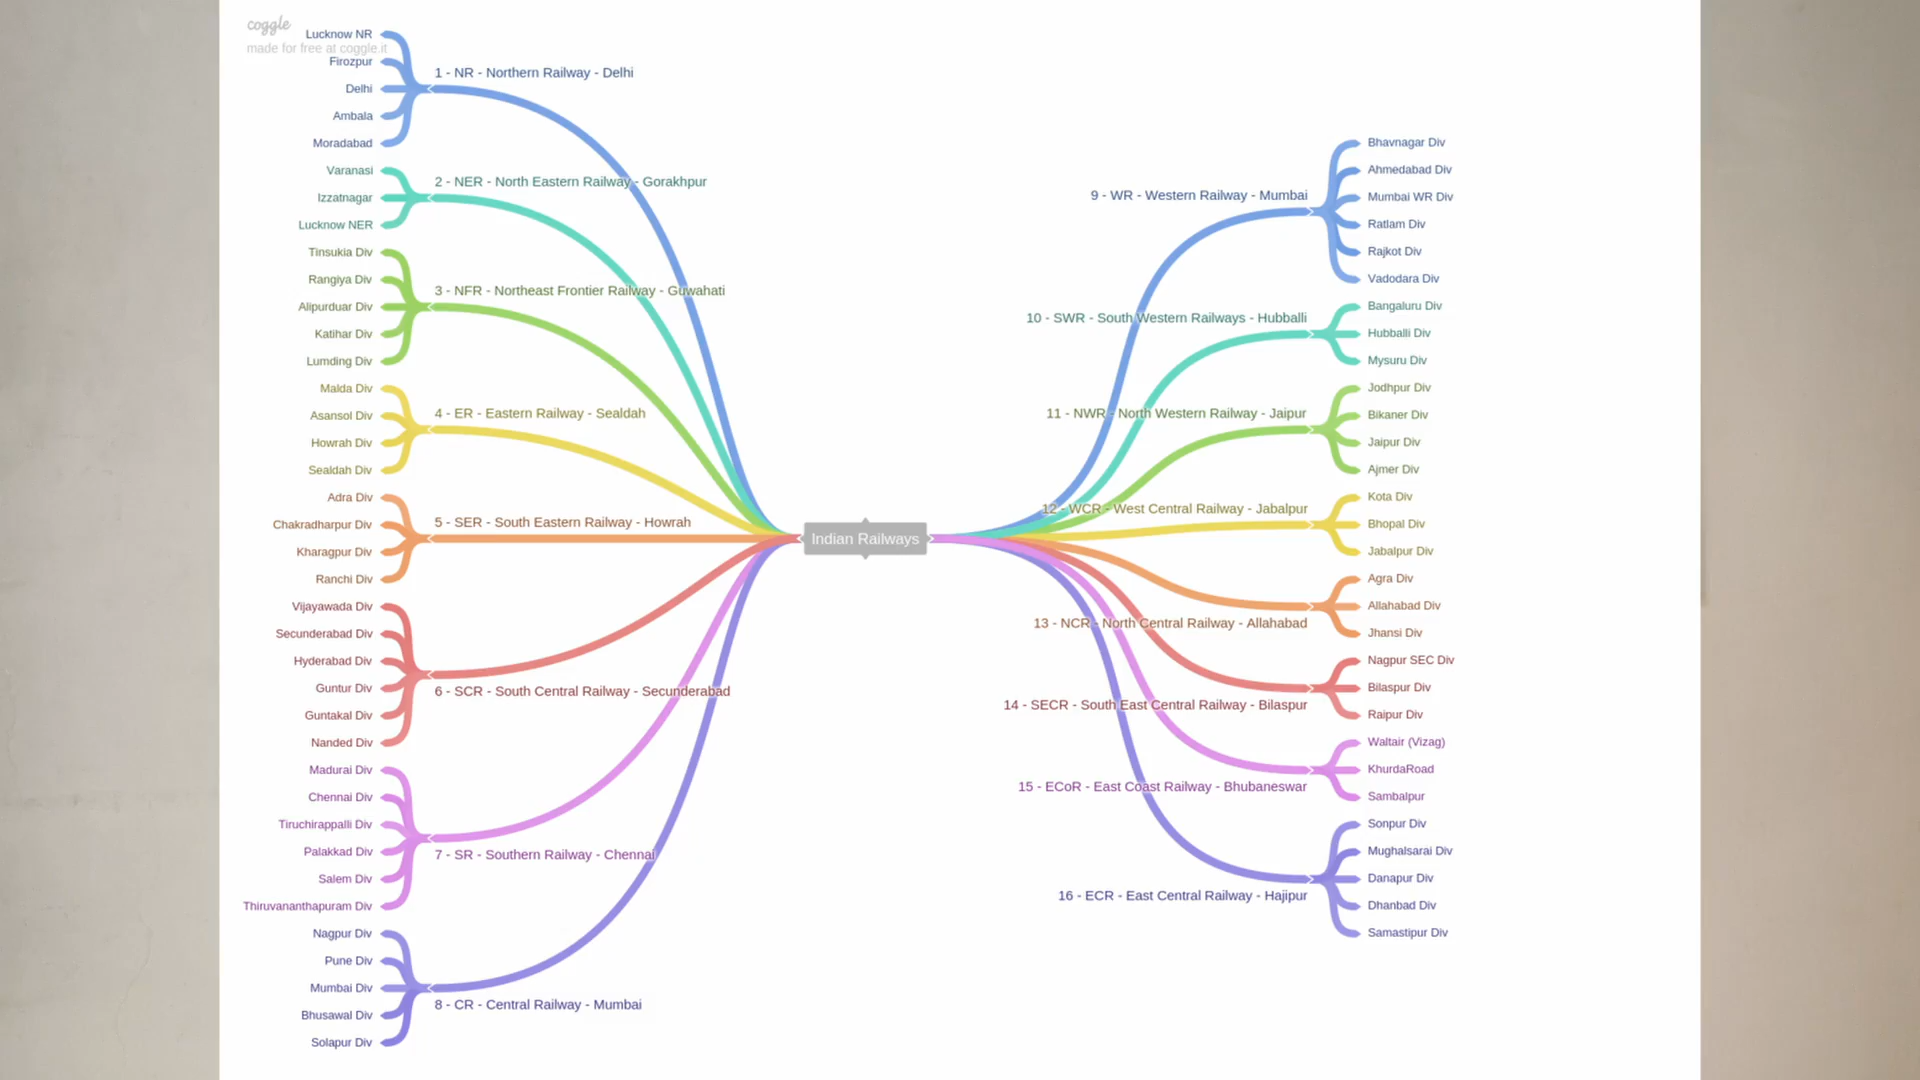 coggle
made for free at coggle.it
Lucknow NR
Firozpur
Delhi
Ambala
Moradabad
1 - NR - Northern Railway - Delhi
Varanasi
Izzatnagar
Lucknow NER
2 - NER - North Eastern Railway - Gorakhpur
Tinsukia Div
Rangiya Div
Alipurduar Div
Katihar Div
Lumding Div
3 - NFR - Northeast Frontier Railway - Guwahati
Malda Div
Asansol Div
Howrah Div
Sealdah Div
4 - ER - Eastern Railway - Sealdah
Adra Div
Chakradharpur Div
Kharagpur Div
Ranchi Div
5 - SER - South Eastern Railway - Howrah
Vijayawada Div
Secunderabad Div
Hyderabad Div
Guntur Div
Guntakal Div
Nanded Div
6 - SCR - South Central Railway - Secunderabad
Madurai Div
Chennai Div
Tiruchirappalli Div
Palakkad Div
Salem Div
Thiruvananthapuram Div
7 - SR - Southern Railway - Chennai
Nagpur Div
Pune Div
Mumbai Div
Bhusawal Div
Solapur Div
8 - CR - Central Railway - Mumbai
Indian Railways
9 - WR - Western Railway - Mumbai
Bhavnagar Div
Ahmedabad Div
Mumbai WR Div
Ratlam Div
Rajkot Div
Vadodara Div
10 - SWR - South Western Railways - Hubballi
Bangaluru Div
Hubballi Div
Mysuru Div
11 - NWR - North Western Railway - Jaipur
Jodhpur Div
Bikaner Div
Jaipur Div
Ajmer Div
12 - WCR - West Central Railway - Jabalpur
Kota Div
Bhopal Div
Jabalpur Div
13 - NCR - North Central Railway - Allahabad
Agra Div
Allahabad Div
Jhansi Div
14 - SECR - South East Central Railway - Bilaspur
Nagpur SEC Div
Bilaspur Div
Raipur Div
15 - ECoR - East Coast Railway - Bhubaneswar
Waltair (Vizag)
KhurdaRoad
Sambalpur
16 - ECR - East Central Railway - Hajipur
Sonpur Div
Mughalsarai Div
Danapur Div
Dhanbad Div
Samastipur Div